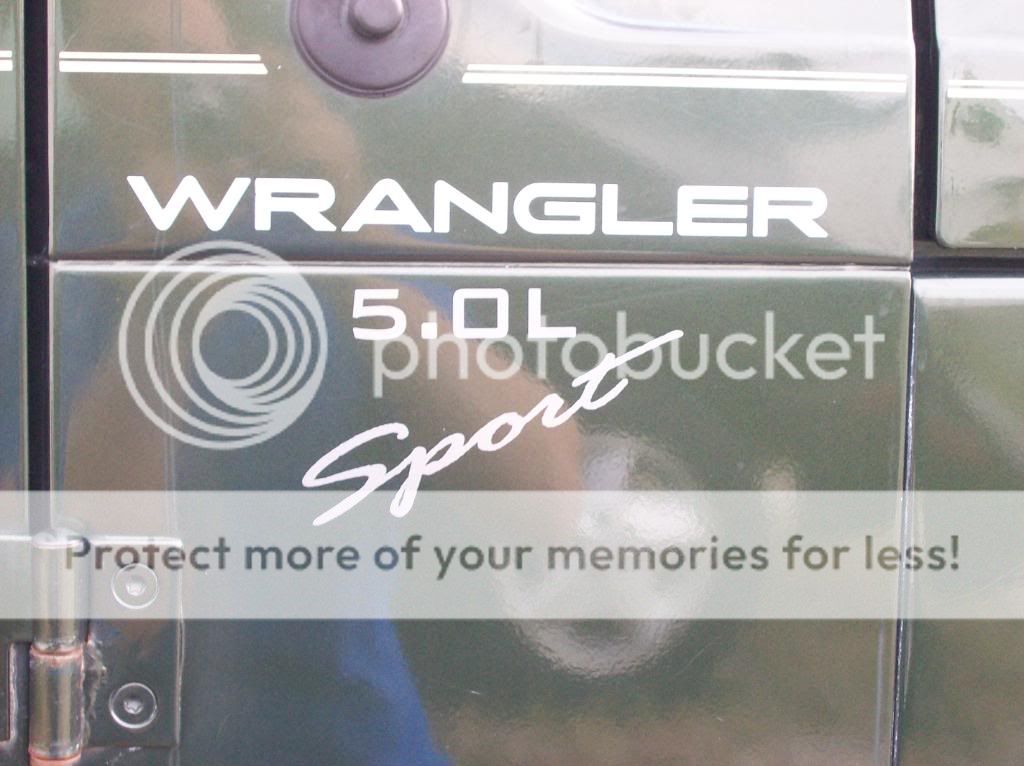 WRANGLER
5.0L
photobucket
Sport
Protect more of your memories for less!